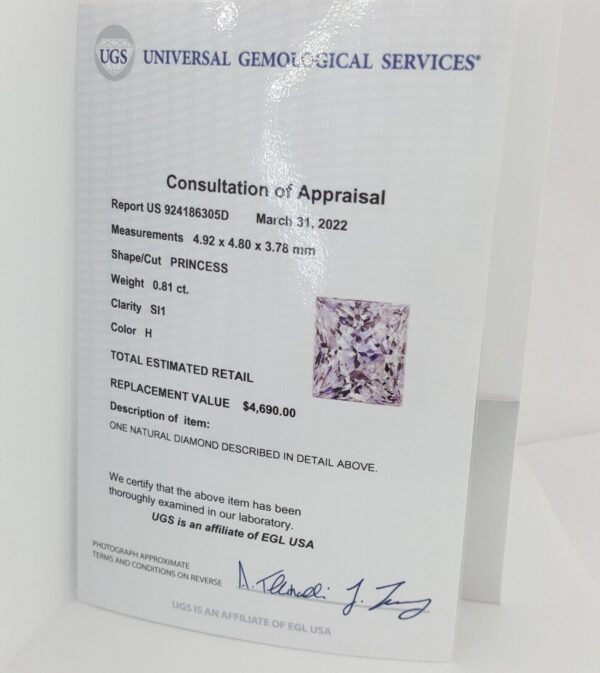 UGS UNIVERSAL GEMOLOGICAL SERVICES®
Consultation of Appraisal
Report US 924186305D March 31, 2022
Measurements 4.92 x 4.80 x 3.78 mm
Shape/Cut PRINCESS
Weight 0.81 ct.
Clarity SI1
Color H
TOTAL ESTIMATED RETAIL
REPLACEMENT VALUE $4,690.00
Description of item:
ONE NATURAL DIAMOND DESCRIBED IN DETAIL ABOVE.
We certify that the above item has been
thoroughly examined in our laboratory.
UGS is an affiliate of EGL USA
PHOTOGRAPH APPROXIMATE
TERMS AND CONDITIONS ON REVERSE
UGS IS AN AFFILIATE OF EGL USA